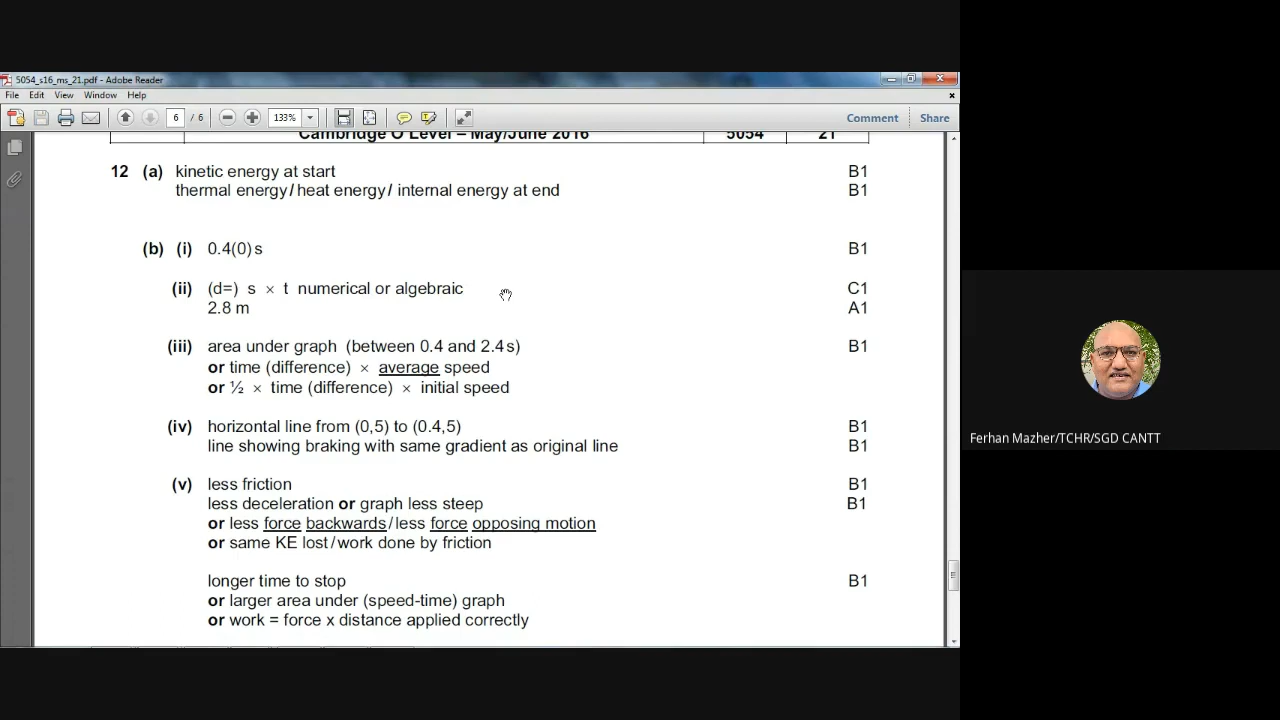 5054_s16_ms_21.pdf - Adobe Reader
File Edit View Window Help
6 / 6 133% Comment Share
Cambridge O Level – May/June 2016 5054 21
12 (a) kinetic energy at start B1
thermal energy / heat energy / internal energy at end B1
(b) (i) 0.4(0) s B1
(ii) (d=) s × t numerical or algebraic C1
2.8 m A1
(iii) area under graph (between 0.4 and 2.4 s) B1
or time (difference) × average speed
or ½ × time (difference) × initial speed
(iv) horizontal line from (0,5) to (0.4,5) B1
line showing braking with same gradient as original line B1
(v) less friction B1
less deceleration or graph less steep B1
or less force backwards / less force opposing motion
or same KE lost / work done by friction
longer time to stop B1
or larger area under (speed-time) graph
or work = force x distance applied correctly
Ferhan Mazher/TCHR/SGD CANTT